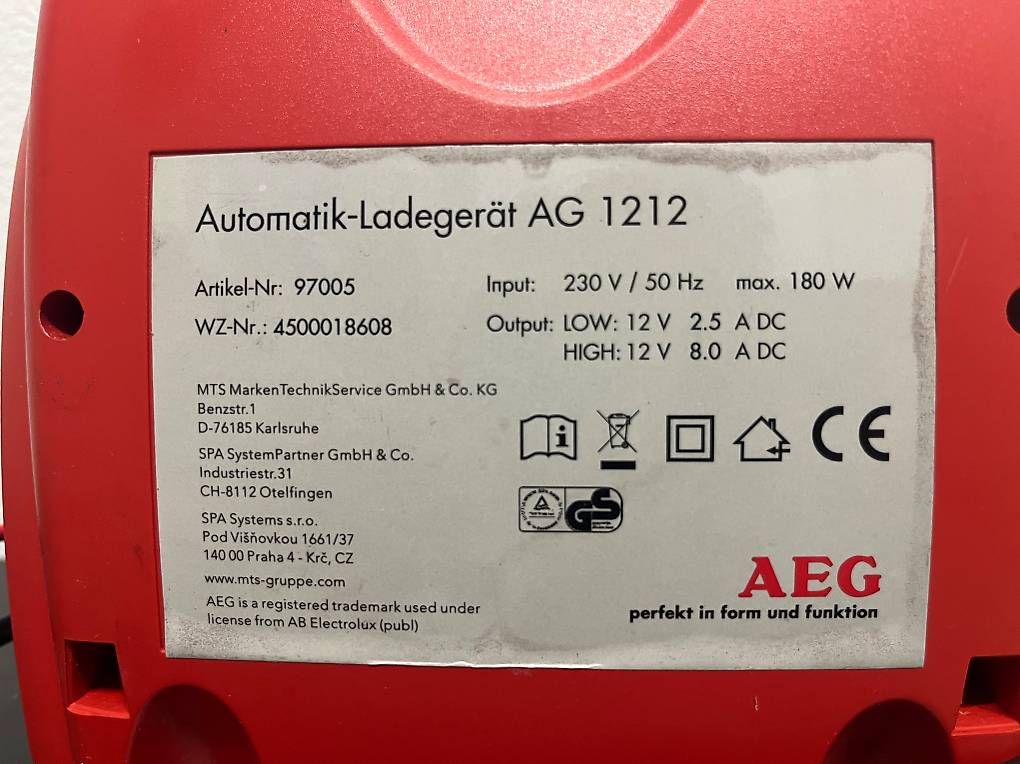 Automatik-Ladegerät AG 1212
Artikel-Nr: 97005
WZ-Nr.: 4500018608
Input: 230 V / 50 Hz max. 180 W
Output: LOW: 12 V 2.5 A DC
HIGH: 12 V 8.0 A DC
MTS MarkenTechnikService GmbH & Co. KG
Benzstr.1
D-76185 Karlsruhe
SPA SystemPartner GmbH & Co.
Industriestr.31
CH-8112 Otelfingen
SPA Systems s.r.o.
Pod Višňovkou 1661/37
140 00 Praha 4 - Krč, CZ
www.mts-gruppe.com
AEG is a registered trademark used under
license from AB Electrolux (publ)
i
CE
GS
AEG
perfekt in form und funktion